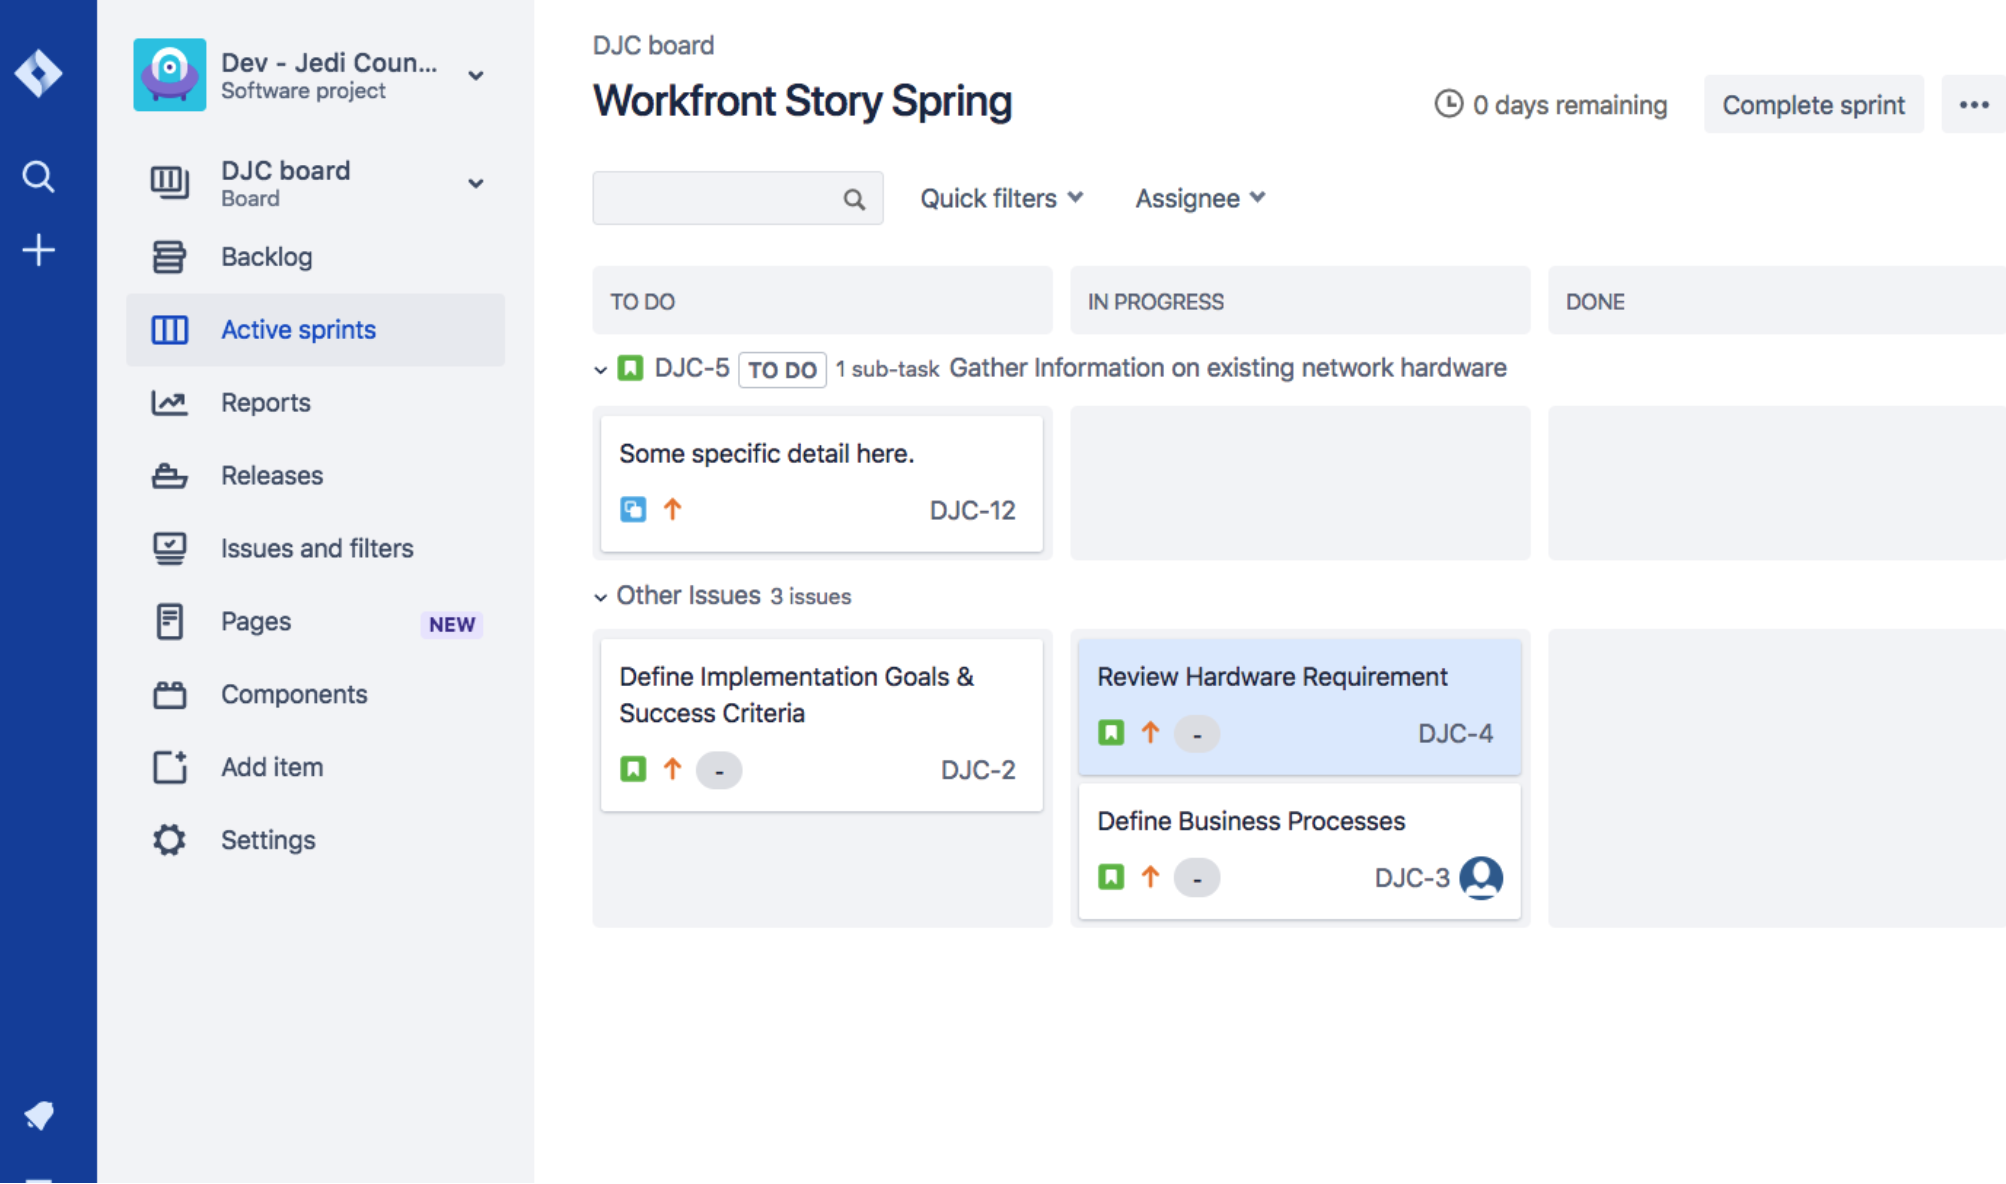 Dev - Jedi Coun...
Software project
DJC board
Board
Backlog
Active sprints
Reports
Releases
Issues and filters
Pages NEW
Components
Add item
Settings
DJC board
Workfront Story Spring
0 days remaining Complete sprint
Quick filters Assignee
TO DO IN PROGRESS DONE
DJC-5 TO DO 1 sub-task Gather Information on existing network hardware
Some specific detail here.
DJC-12
Other Issues 3 issues
Define Implementation Goals &
Success Criteria
- DJC-2
Review Hardware Requirement
- DJC-4
Define Business Processes
- DJC-3